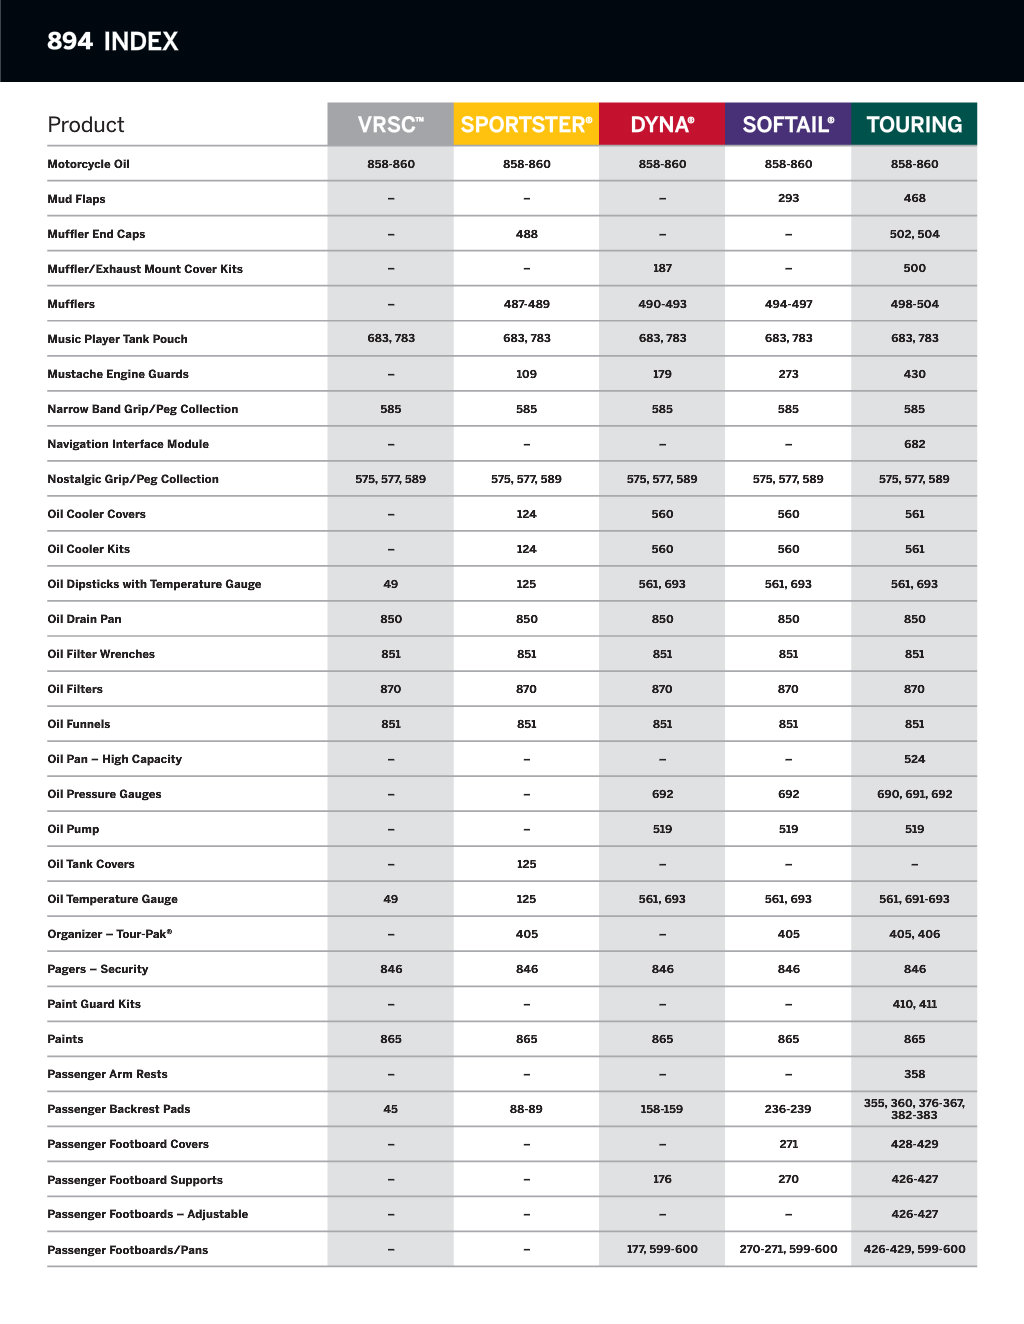 894 INDEX
Product VRSC™ SPORTSTER® DYNA® SOFTAIL® TOURING
Motorcycle Oil 858-860 858-860 858-860 858-860 858-860
Mud Flaps – – – 293 468
Muffler End Caps – 488 – – 502, 504
Muffler/Exhaust Mount Cover Kits – – 187 – 500
Mufflers – 487-489 490-493 494-497 498-504
Music Player Tank Pouch 683, 783 683, 783 683, 783 683, 783 683, 783
Mustache Engine Guards – 109 179 273 430
Narrow Band Grip/Peg Collection 585 585 585 585 585
Navigation Interface Module – – – – 682
Nostalgic Grip/Peg Collection 575, 577, 589 575, 577, 589 575, 577, 589 575, 577, 589 575, 577, 589
Oil Cooler Covers – 124 560 560 561
Oil Cooler Kits – 124 560 560 561
Oil Dipsticks with Temperature Gauge 49 125 561, 693 561, 693 561, 693
Oil Drain Pan 850 850 850 850 850
Oil Filter Wrenches 851 851 851 851 851
Oil Filters 870 870 870 870 870
Oil Funnels 851 851 851 851 851
Oil Pan – High Capacity – – – – 524
Oil Pressure Gauges – – 692 692 690, 691, 692
Oil Pump – – 519 519 519
Oil Tank Covers – 125 – – –
Oil Temperature Gauge 49 125 561, 693 561, 693 561, 691-693
Organizer – Tour-Pak® – 405 – 405 405, 406
Pagers – Security 846 846 846 846 846
Paint Guard Kits – – – – 410, 411
Paints 865 865 865 865 865
Passenger Arm Rests – – – – 358
Passenger Backrest Pads 45 88-89 158-159 236-239 355, 360, 376-367,
382-383
Passenger Footboard Covers – – – 271 428-429
Passenger Footboard Supports – – 176 270 426-427
Passenger Footboards – Adjustable – – – – 426-427
Passenger Footboards/Pans – – 177, 599-600 270-271, 599-600 426-429, 599-600